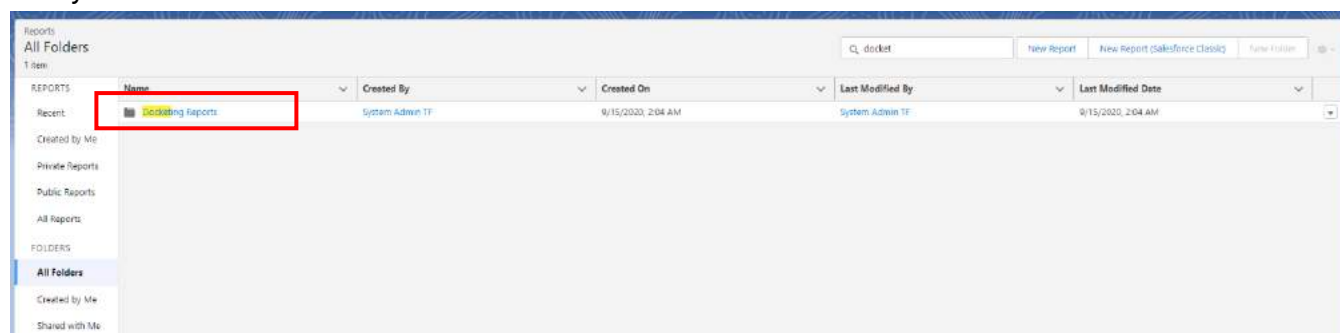 Reports
All Folders
1 item
docket
New Report
New Report (Salesforce Classic)
New Folder
REPORTS
Name
Created By
Created On
Last Modified By
Last Modified Date
Recent
Docketing Reports
System Admin TF
9/15/2020, 2:04 AM
System Admin TF
9/15/2020, 2:04 AM
Created by Me
Private Reports
Public Reports
All Reports
FOLDERS
All Folders
Created by Me
Shared with Me